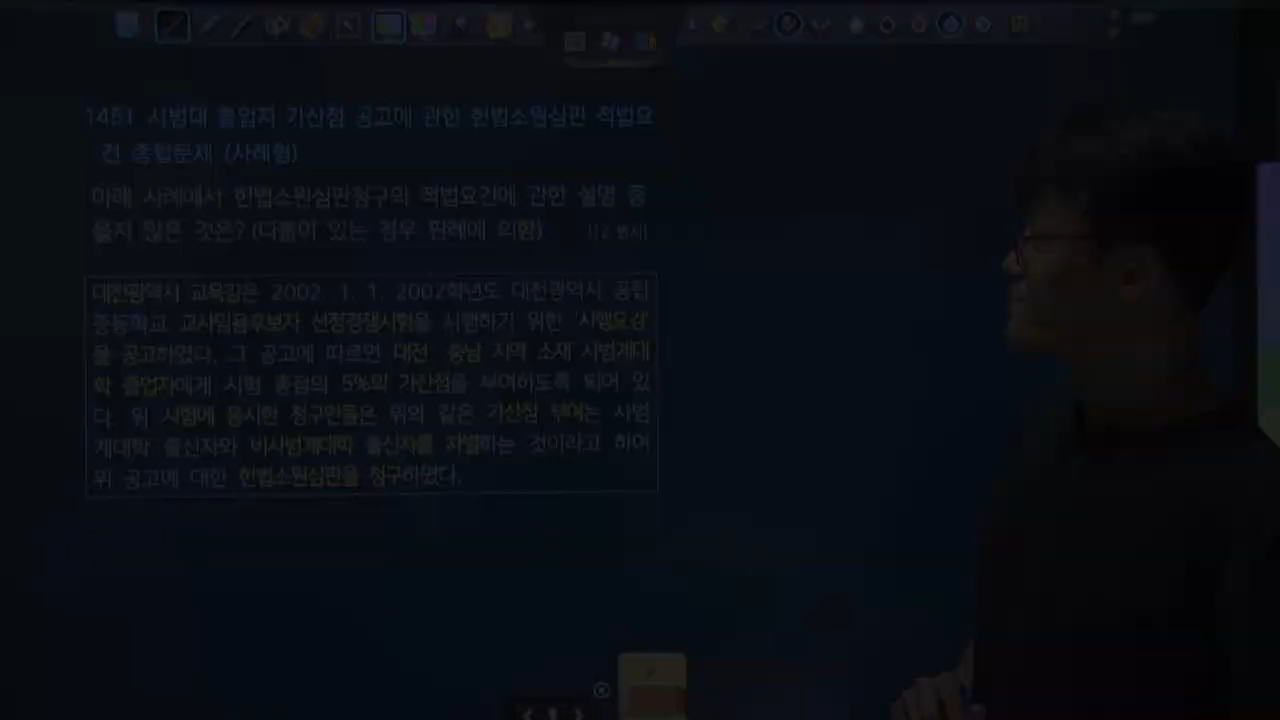 1451 사범대 졸업자 가산점 공고에 관한 헌법소원심판 적법요
건 종합문제 (사례형)
아래 사례에서 헌법소원심판청구의 적법요건에 관한 설명 중
옳지 않은 것은? (다툼이 있는 경우 판례에 의함)
대전광역시 교육감은 2002. 1. 1. 2002학년도 대전광역시 공립
중등학교 교사임용후보자 선정경쟁시험을 시행하기 위한 '시행요강'
을 공고하였다. 그 공고에 따르면 대전 충남 지역 소재 사범계대
학 졸업자에게 시험 총점의 5%의 가산점을 부여하도록 되어 있
다. 위 시험에 응시한 청구인들은 위의 같은 가산점 부여는 사범
계대학 출신자와 비사범계대학 출신자를 차별하는 것이라고 하여
위 공고에 대한 헌법소원심판을 청구하였다.